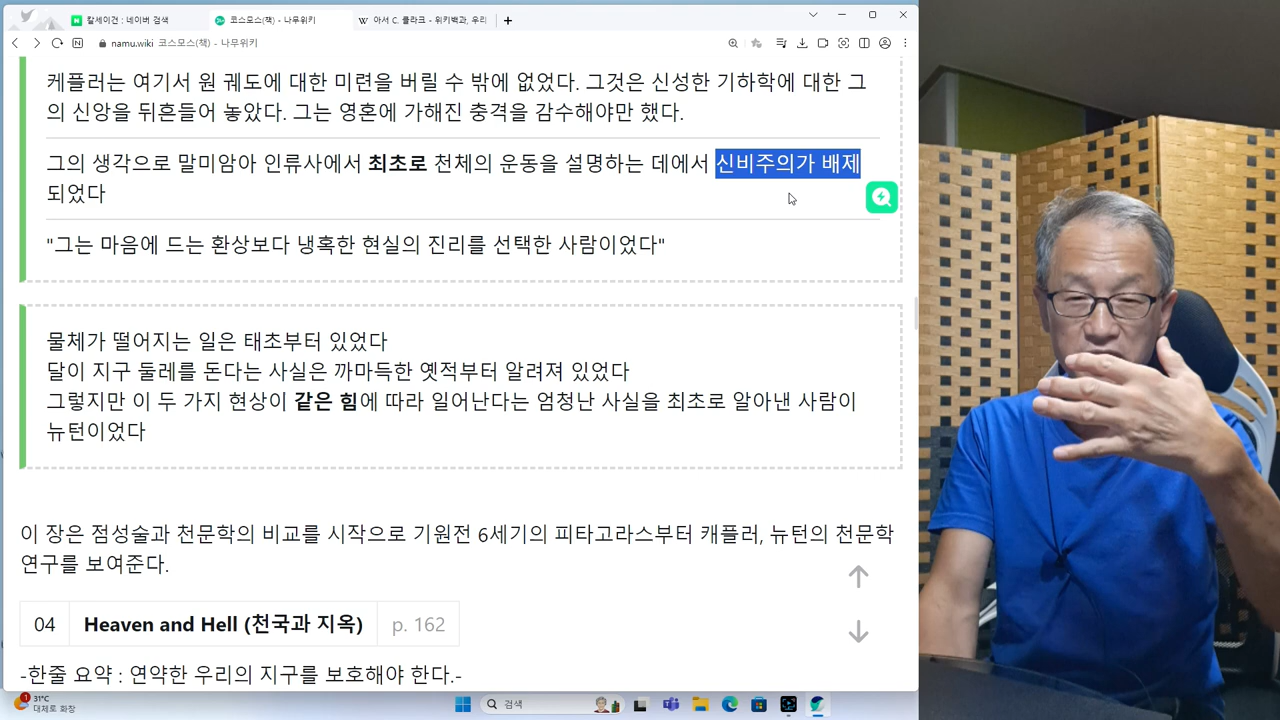 칼세이건 : 네이버 검색
코스모스(책) - 나무위키
아서 C. 클라크 - 위키백과, 우리
namu.wiki 코스모스(책) - 나무위키
케플러는 여기서 원 궤도에 대한 미련을 버릴 수 밖에 없었다. 그것은 신성한 기하학에 대한 그
의 신앙을 뒤흔들어 놓았다. 그는 영혼에 가해진 충격을 감수해야만 했다.
그의 생각으로 말미암아 인류사에서 최초로 천체의 운동을 설명하는 데에서 신비주의가 배제
되었다
"그는 마음에 드는 환상보다 냉혹한 현실의 진리를 선택한 사람이었다"
물체가 떨어지는 일은 태초부터 있었다
달이 지구 둘레를 돈다는 사실은 까마득한 옛적부터 알려져 있었다
그렇지만 이 두 가지 현상이 같은 힘에 따라 일어난다는 엄청난 사실을 최초로 알아낸 사람이
뉴턴이었다
이 장은 점성술과 천문학의 비교를 시작으로 기원전 6세기의 피타고라스부터 캐플러, 뉴턴의 천문학
연구를 보여준다.
04 Heaven and Hell (천국과 지옥) p. 162
-한줄 요약 : 연약한 우리의 지구를 보호해야 한다.-
1
31°C
대체로 화창
검색